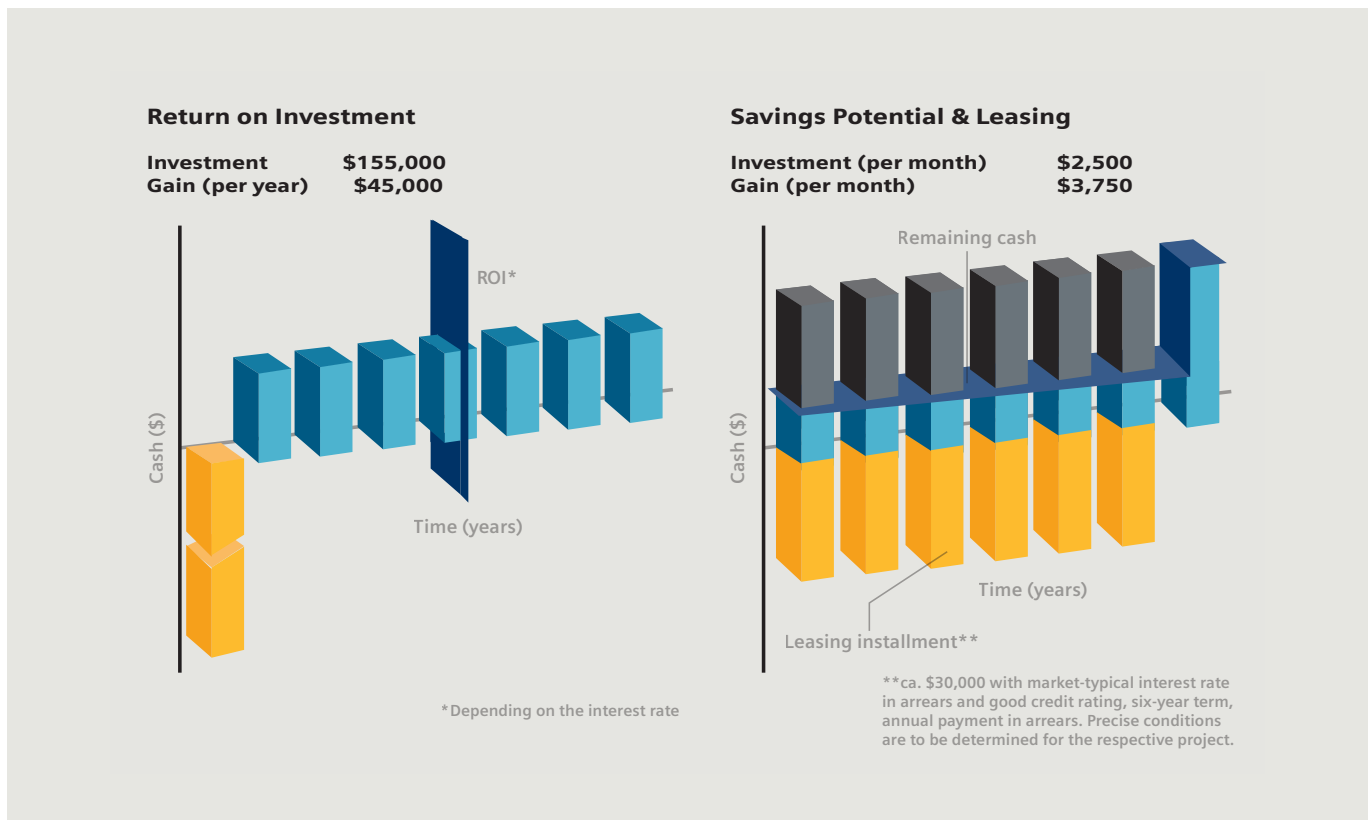 Return on Investment
Investment $155,000
Gain (per year) $45,000
ROI*
Cash ($)
Time (years)
*Depending on the interest rate
Savings Potential & Leasing
Investment (per month) $2,500
Gain (per month) $3,750
Remaining cash
Cash ($)
Time (years)
Leasing installment**
**ca. $30,000 with market-typical interest rate
in arrears and good credit rating, six-year term,
annual payment in arrears. Precise conditions
are to be determined for the respective project.